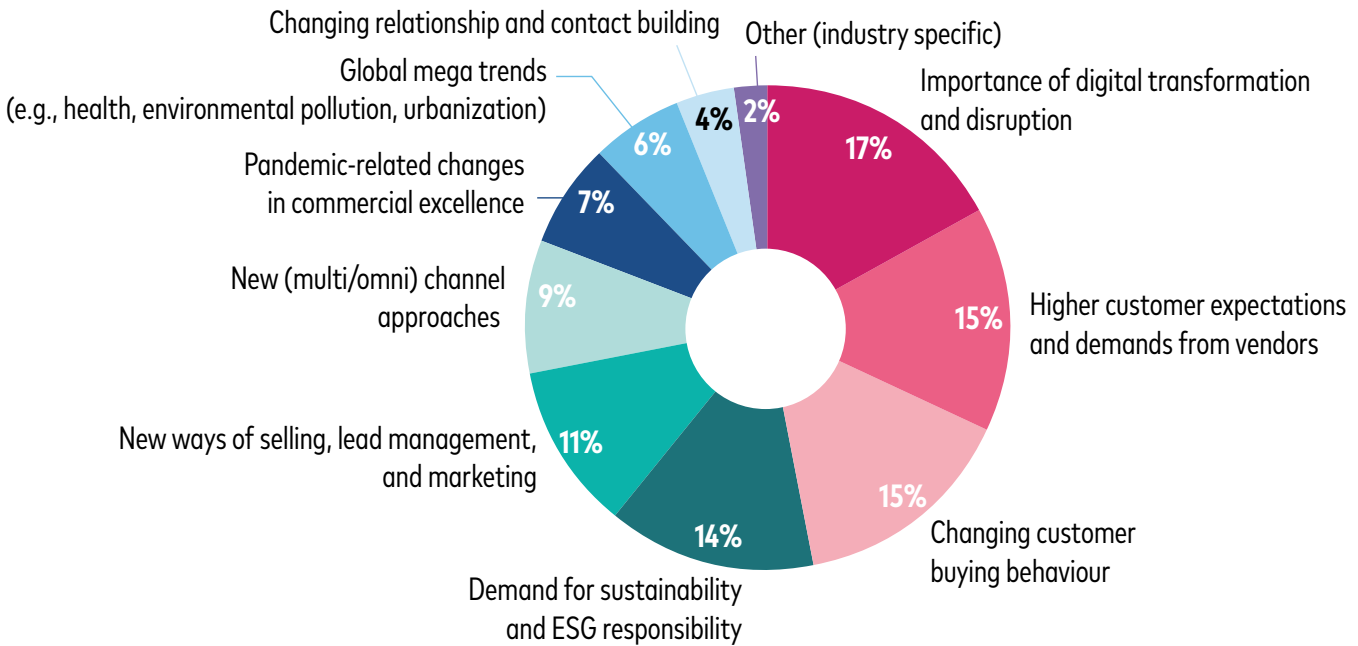 Changing relationship and contact building
Other (industry specific)
Global mega trends
(e.g., health, environmental pollution, urbanization)
Importance of digital transformation
and disruption
4%
2%
6%
17%
Pandemic-related changes
in commercial excellence
7%
New (multi/omni) channel
approaches
9%
15%
Higher customer expectations
and demands from vendors
New ways of selling, lead management,
and marketing
11%
15%
Changing customer
buying behaviour
14%
Demand for sustainability
and ESG responsibility